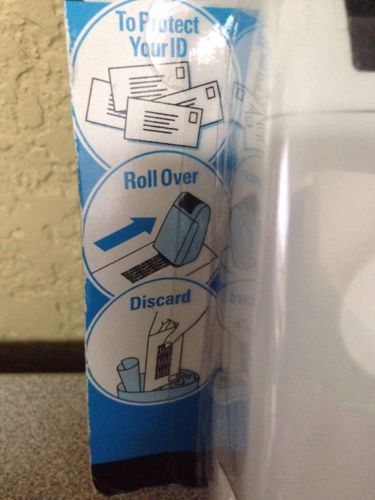 To Protect
Your ID
Roll Over
Discard